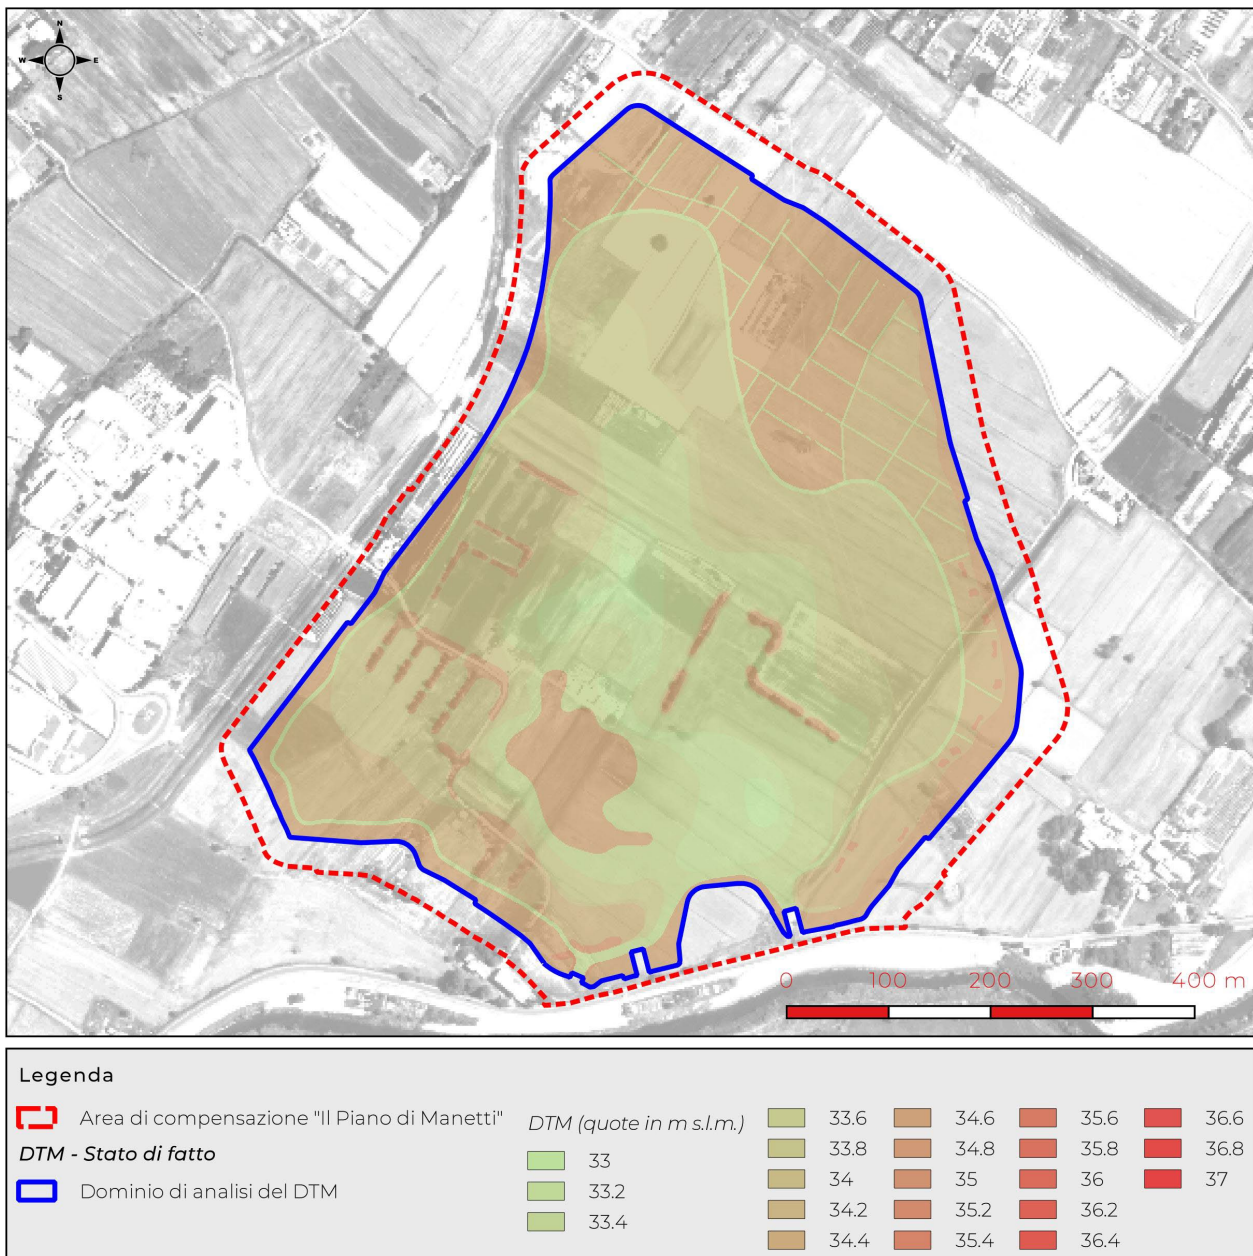 N
W E
S
0 100 200 300 400 m
Legenda
Area di compensazione "Il Piano di Manetti"
DTM - Stato di fatto
Dominio di analisi del DTM
DTM (quote in m s.l.m.)
33
33.2
33.4
33.6
33.8
34
34.2
34.4
34.6
34.8
35
35.2
35.4
35.6
35.8
36
36.2
36.4
36.6
36.8
37